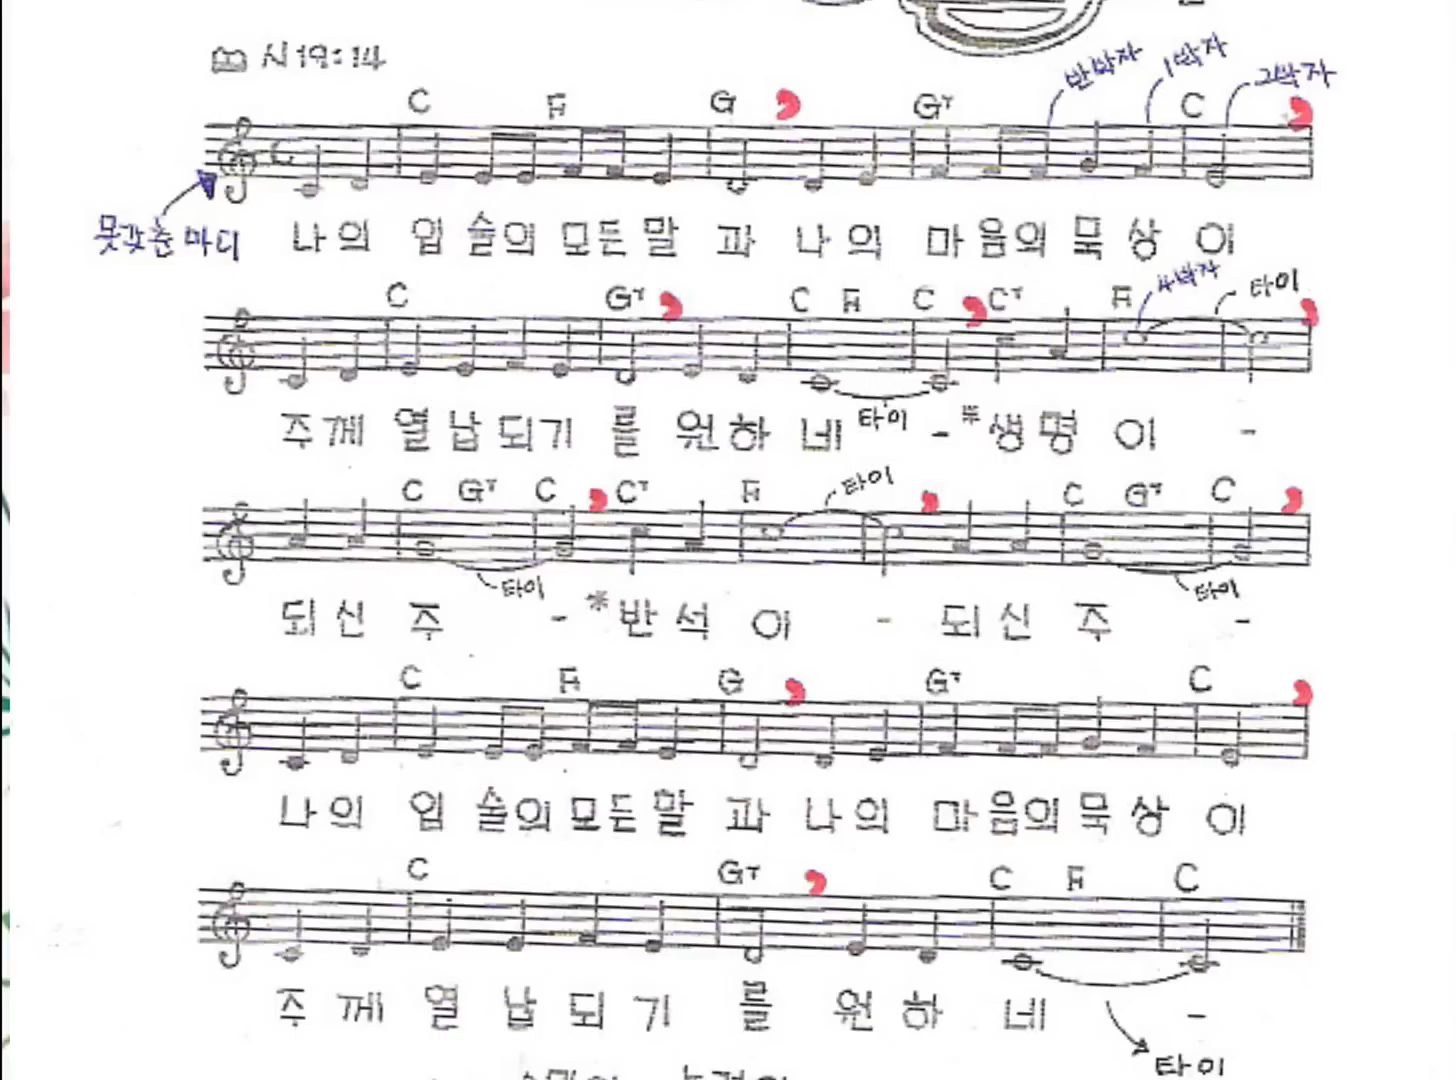 시 19:14
반박자 1박자 2박자
C F G G7 C
못갖춘마디
나의 입술의 모든 말과 나의 마음의 묵상이
4박자 타이
C G7 C F C C7 F
타이
주께 열납되기를 원하네 - *생명이 -
타이
C G7 C C7 F C G7 C
타이 타이
되신 주 - *반석이 - 되신 주 -
C F G G7 C
나의 입술의 모든 말과 나의 마음의 묵상이
C G7 C F C
주께 열납되기를 원하네 -
타이